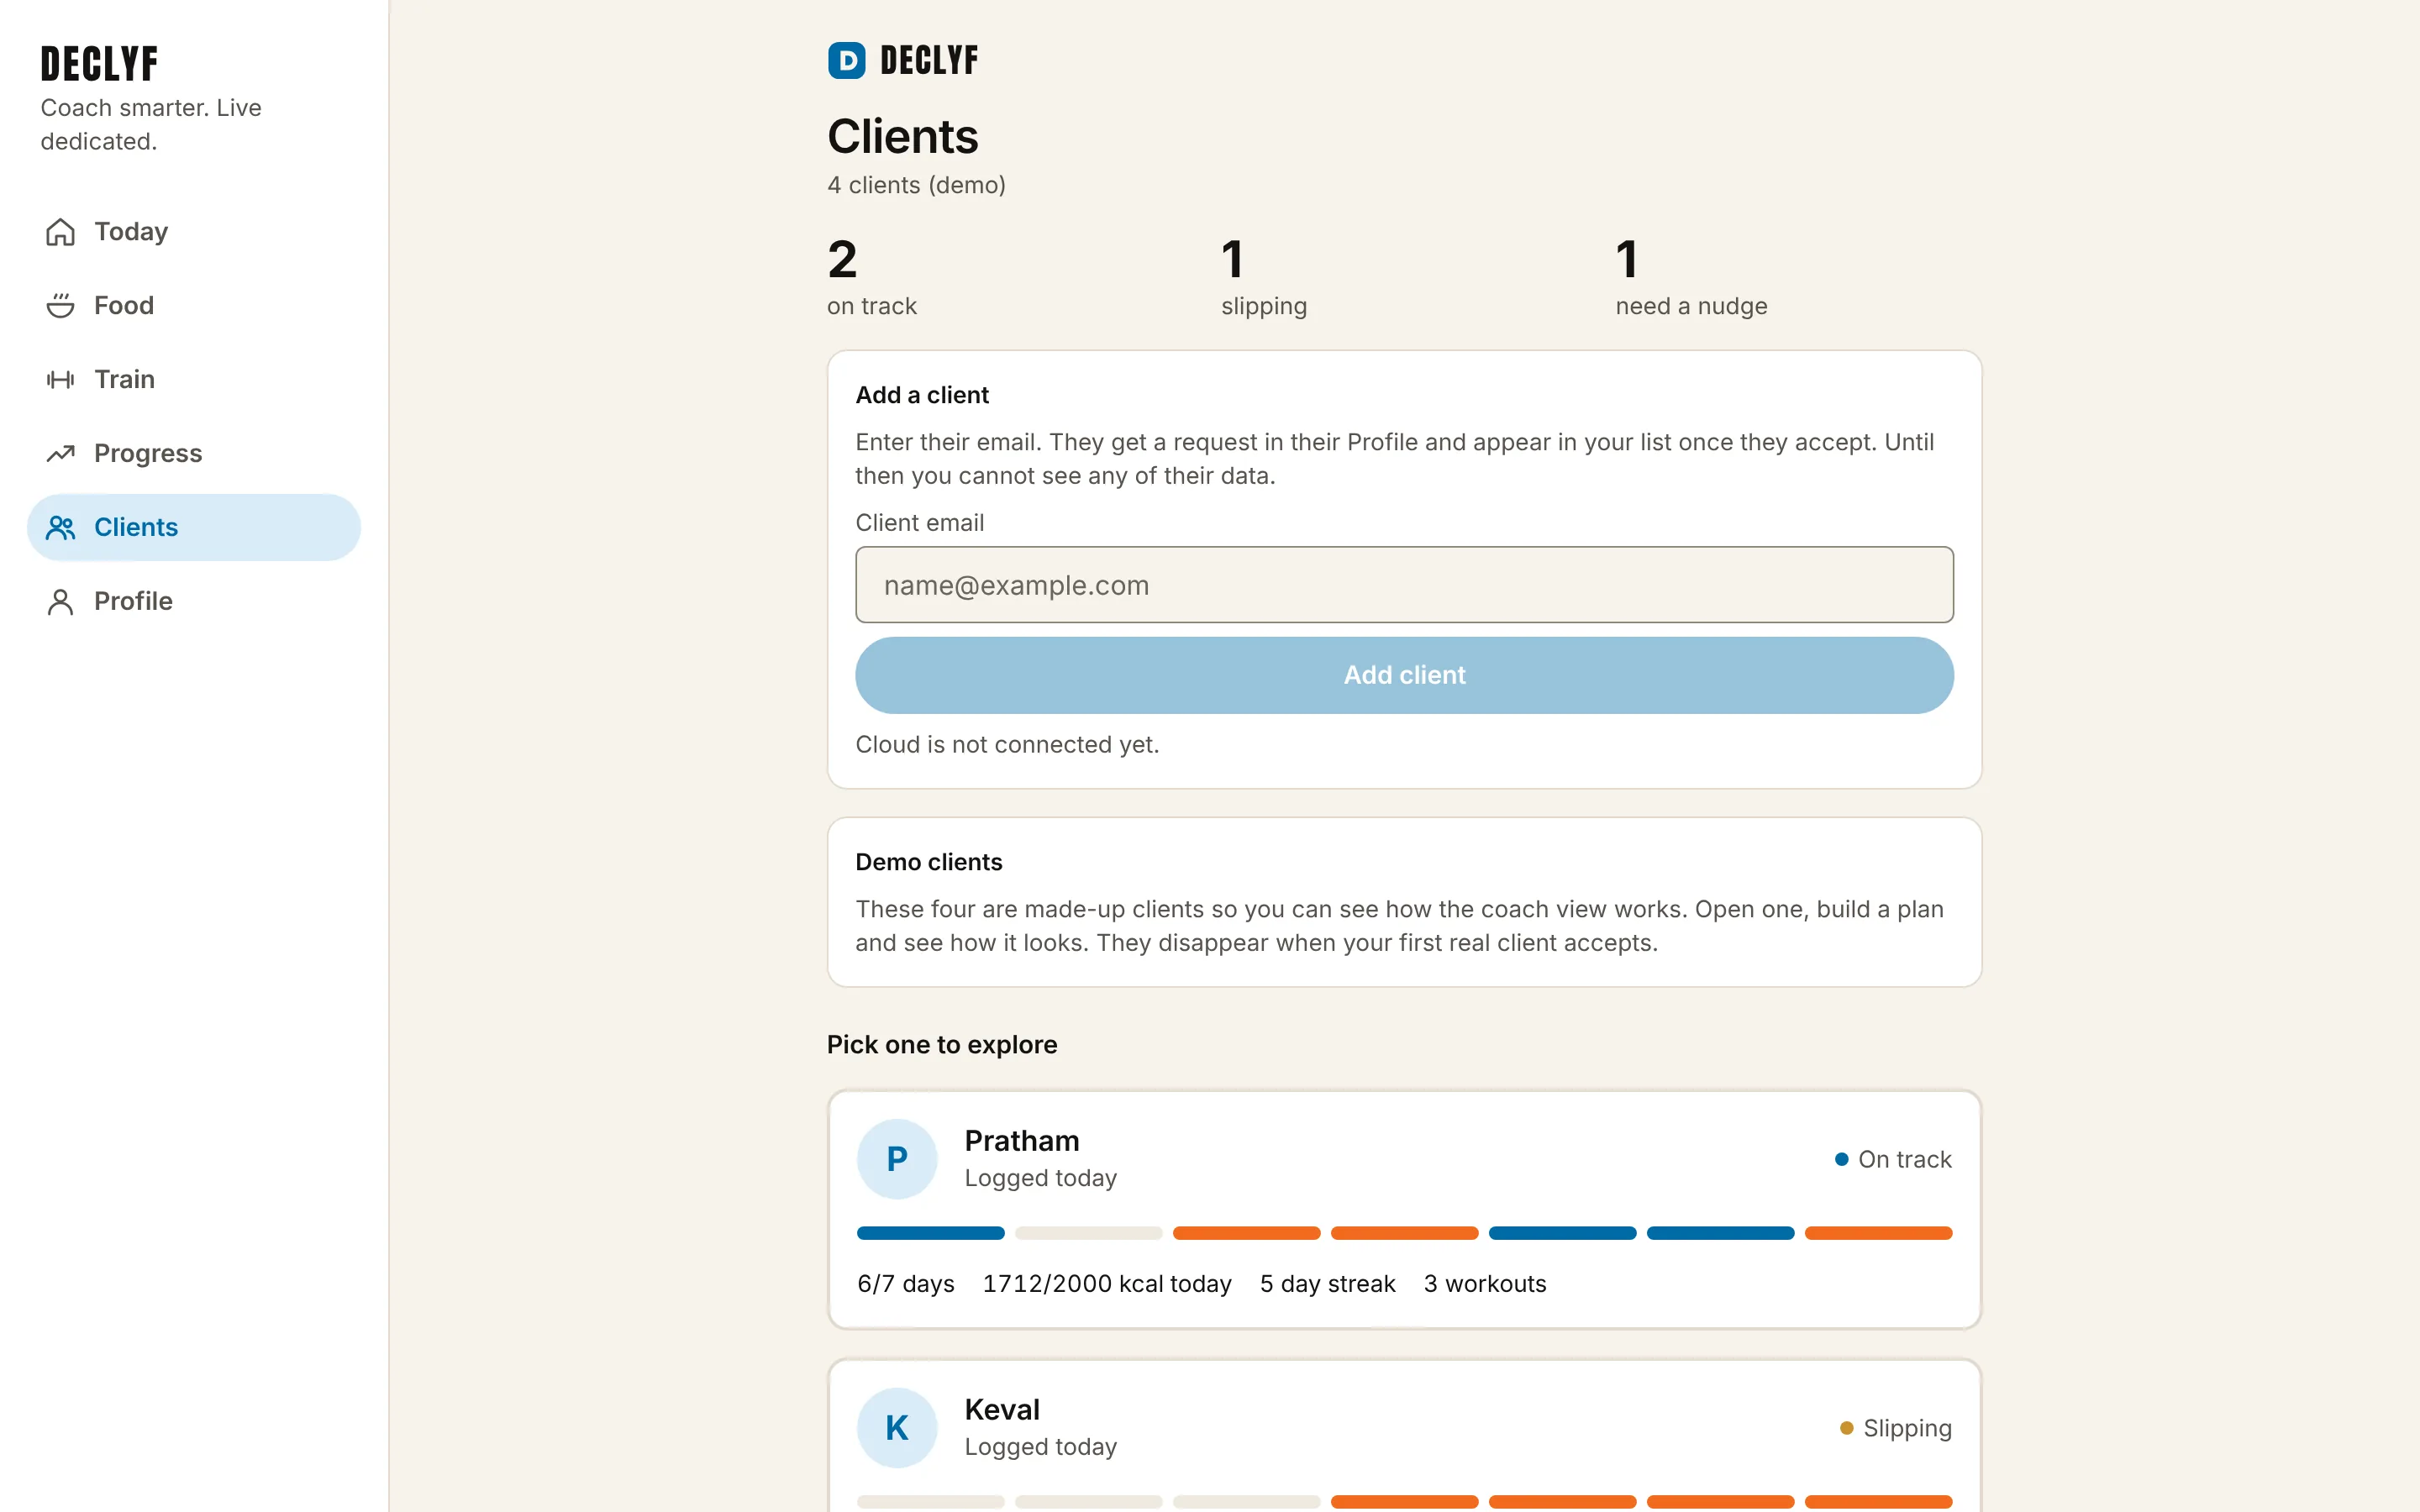 DECLYF
Coach smarter. Live
dedicated.
Today
Food
Train
Progress
Clients
Profile
D DECLYF
Clients
4 clients (demo)
2
on track
1
slipping
1
need a nudge
Add a client
Enter their email. They get a request in their Profile and appear in your list once they accept. Until
then you cannot see any of their data.
Client email
name@example.com
Add client
Cloud is not connected yet.
Demo clients
These four are made-up clients so you can see how the coach view works. Open one, build a plan
and see how it looks. They disappear when your first real client accepts.
Pick one to explore
P
Pratham
Logged today
On track
6/7 days 1712/2000 kcal today 5 day streak 3 workouts
K
Keval
Logged today
Slipping